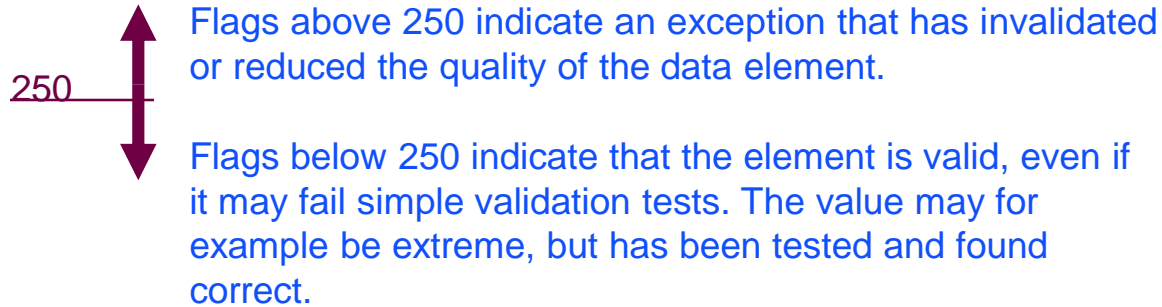 Flags above 250 indicate an exception that has invalidated
or reduced the quality of the data element.
250
Flags below 250 indicate that the element is valid, even if
it may fail simple validation tests. The value may for
example be extreme, but has been tested and found
correct.